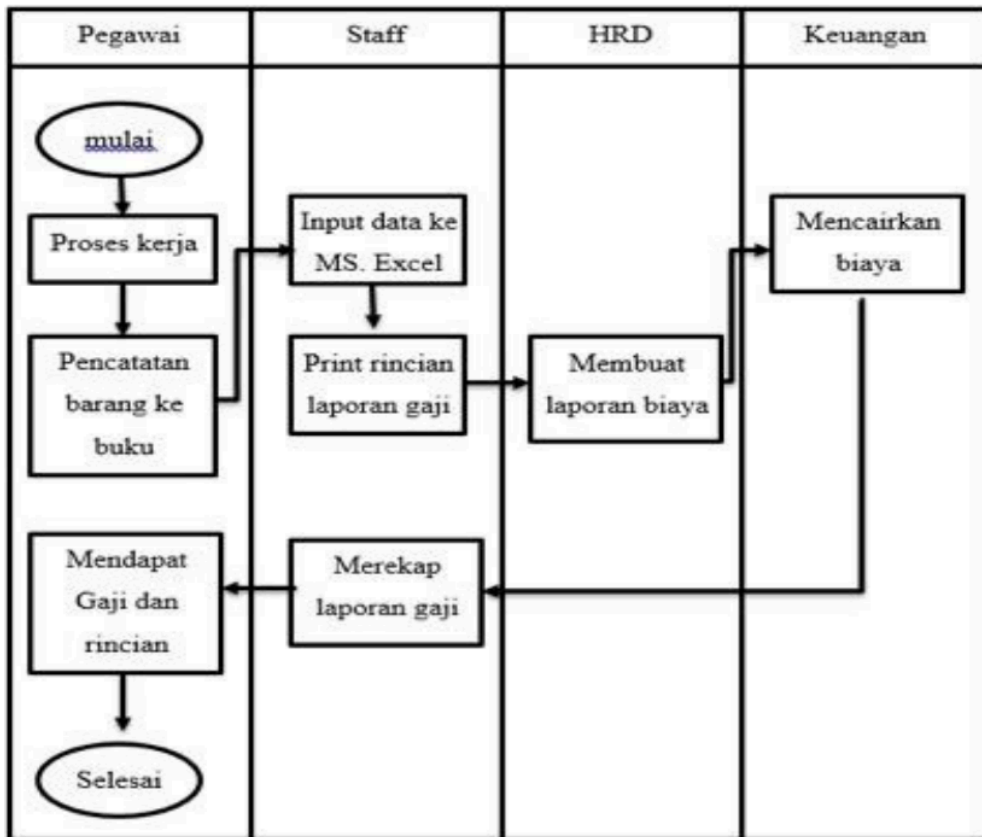 Pegawai
Staff
HRD
Keuangan
mulai
Proses kerja
Pencatatan
barang ke
buku
Input data ke
MS. Excel
Print rincian
laporan gaji
Membuat
laporan biaya
Mencairkan
biaya
Merekap
laporan gaji
Mendapat
Gaji dan
rincian
Selesai